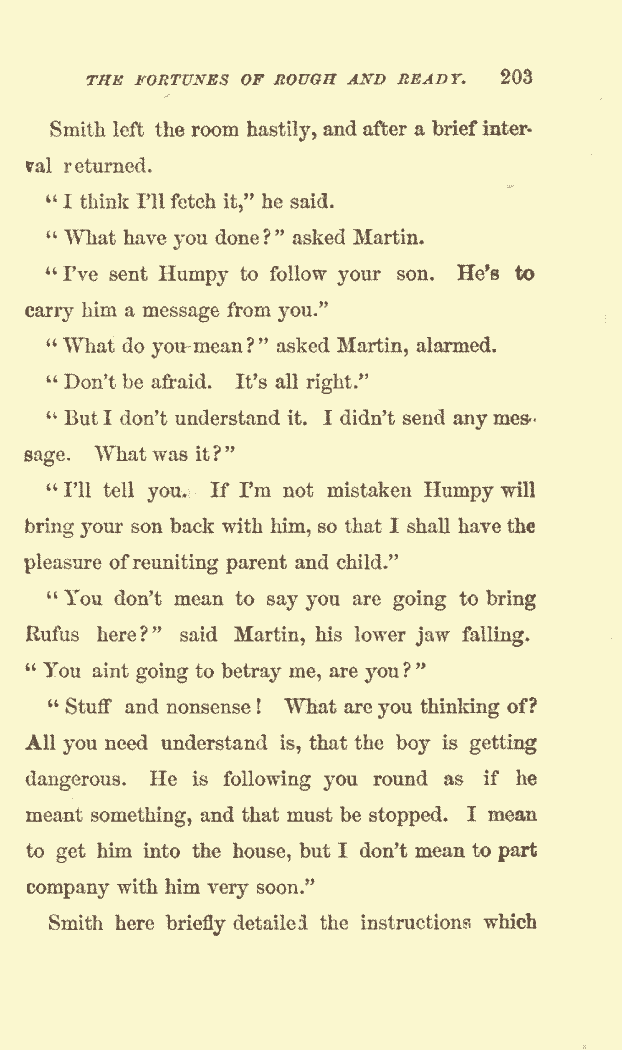 THE FORTUNES OF ROUGH AND READY. 203
Smith left the room hastily, and after a brief inter-
val returned.
"I think I'll fetch it," he said.
"What have you done?" asked Martin.
"I've sent Humpy to follow your son. He's to
carry him a message from you."
"What do you mean?" asked Martin, alarmed.
"Don't be afraid. It's all right."
"But I don't understand it. I didn't send any mes-
sage. What was it?"
"I'll tell you. If I'm not mistaken Humpy will
bring your son back with him, so that I shall have the
pleasure of reuniting parent and child."
"You don't mean to say you are going to bring
Rufus here?" said Martin, his lower jaw falling.
"You aint going to betray me, are you?"
"Stuff and nonsense! What are you thinking of?
All you need understand is, that the boy is getting
dangerous. He is following you round as if he
meant something, and that must be stopped. I mean
to get him into the house, but I don't mean to part
company with him very soon."
Smith here briefly detailed the instructions which